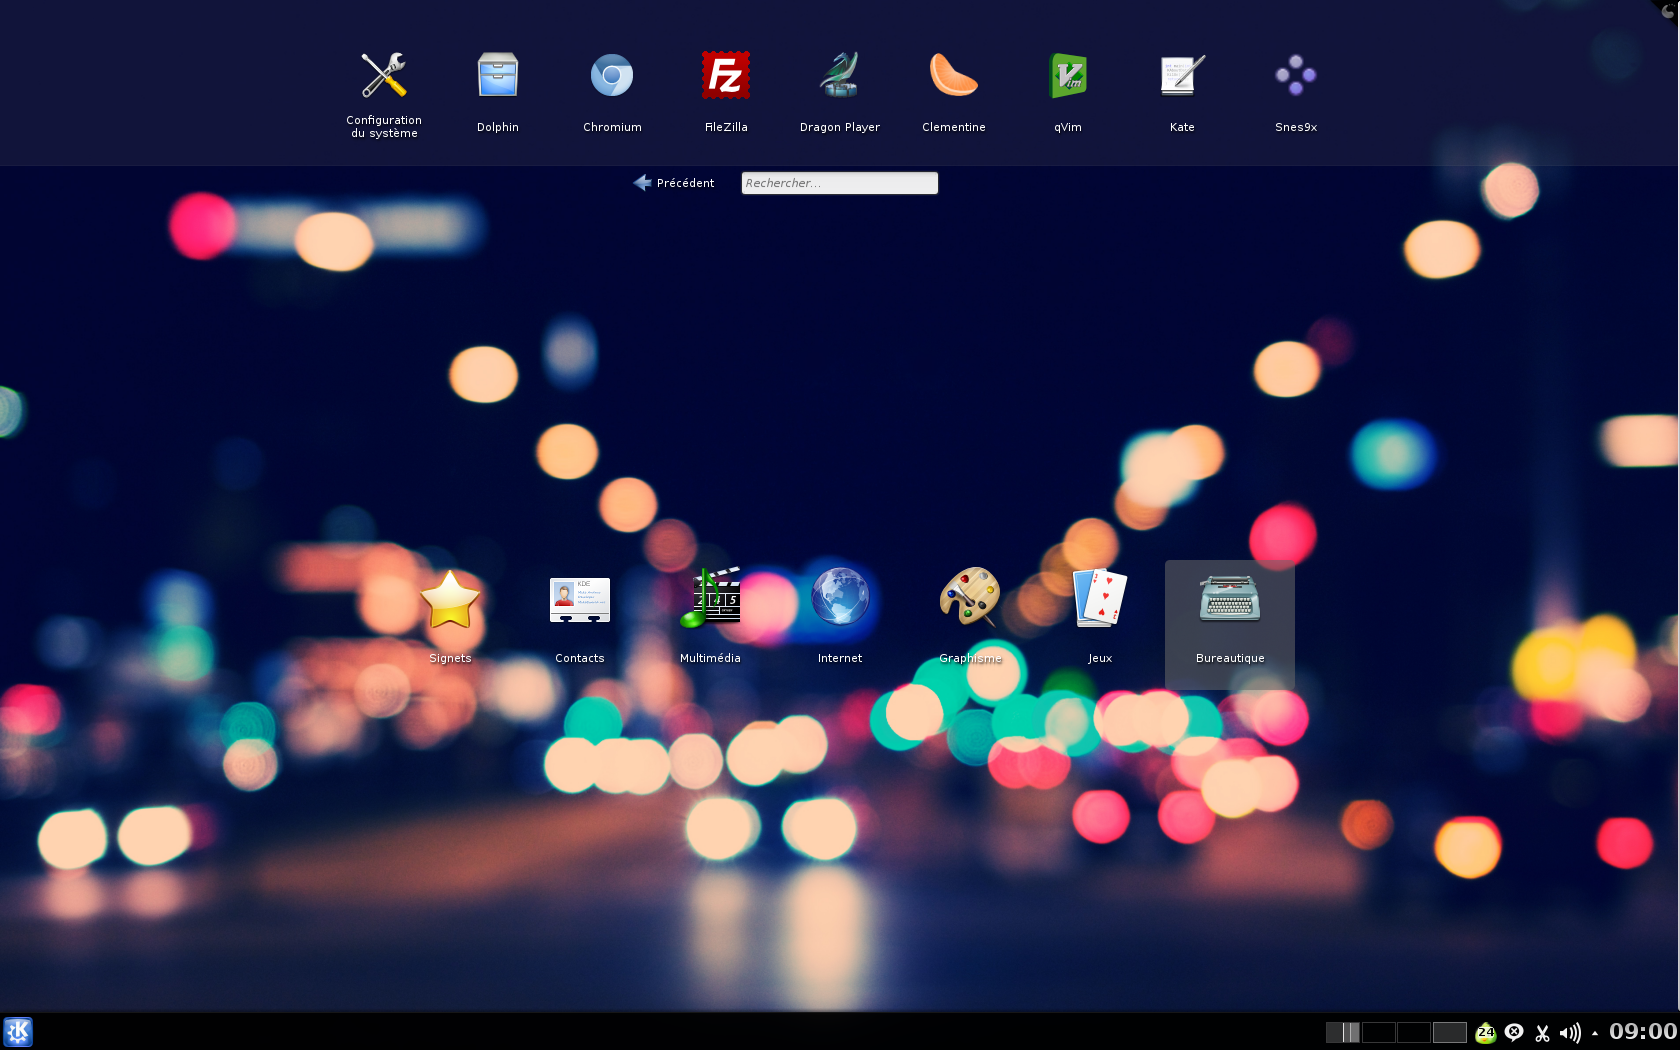 Configuration
du système
Dolphin
Chromium
FileZilla
Dragon Player
Clementine
qVim
Kate
Snes9x
Précédent
Rechercher...
KDE
Signets
Contacts
Multimédia
Internet
Graphisme
Jeux
Bureautique
24
09:00